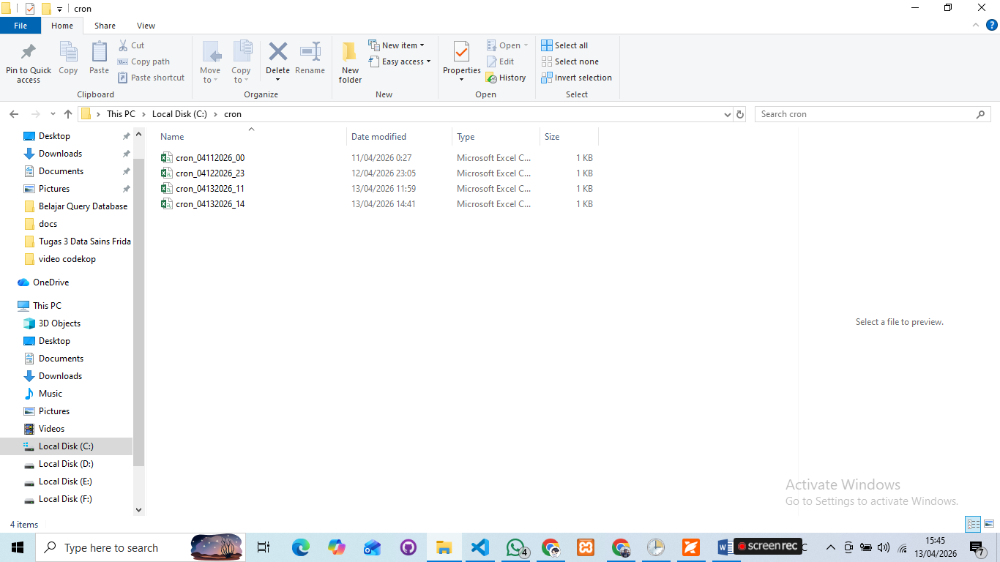 cron
File Home Share View
Pin to Quick access
Copy
Paste
Cut
Copy path
Paste shortcut
Clipboard
Move to
Copy to
Delete
Rename
Organize
New folder
New item
Easy access
New
Properties
Open
Edit
History
Open
Select all
Select none
Invert selection
Select
This PC > Local Disk (C:) > cron
Search cron
Desktop
Downloads
Documents
Pictures
Belajar Query Database
docs
Tugas 3 Data Sains Frida
video codekop
OneDrive
This PC
3D Objects
Desktop
Documents
Downloads
Music
Pictures
Videos
Local Disk (C:)
Local Disk (D:)
Local Disk (E:)
Local Disk (F:)
Name Date modified Type Size
cron_04112026_00 11/04/2026 0:27 Microsoft Excel C... 1 KB
cron_04122026_23 12/04/2026 23:05 Microsoft Excel C... 1 KB
cron_04132026_11 13/04/2026 11:59 Microsoft Excel C... 1 KB
cron_04132026_14 13/04/2026 14:41 Microsoft Excel C... 1 KB
Select a file to preview.
Activate Windows
Go to Settings to activate Windows.
4 items
Type here to search
4
screenrec
C
15:45
13/04/2026
7